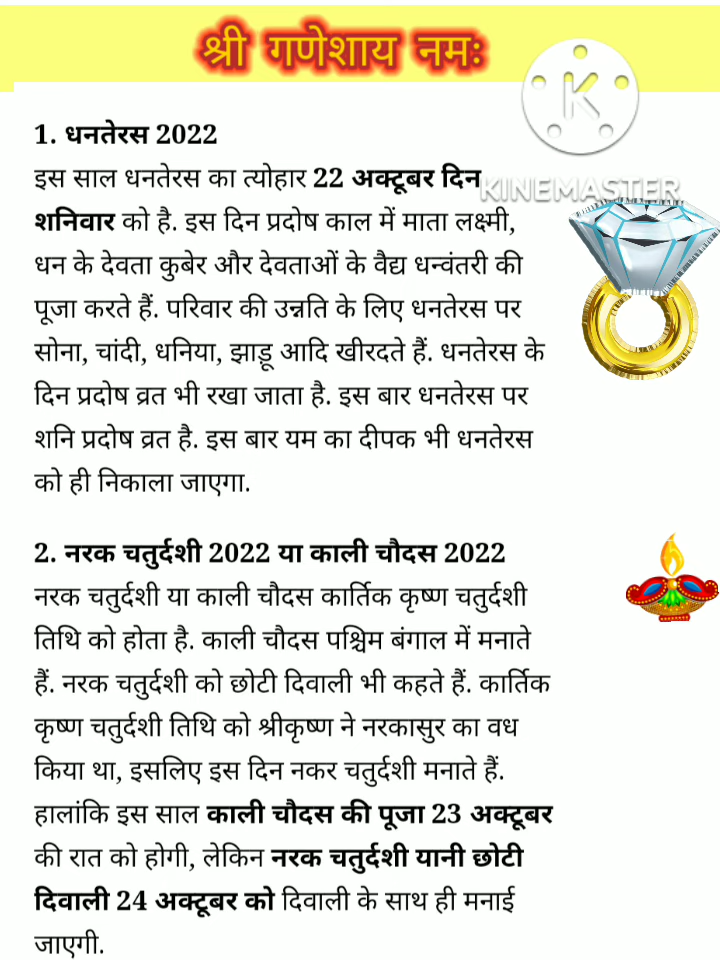 श्री गणेशाय नमः
KINEMASTER
1. धनतेरस 2022
इस साल धनतेरस का त्योहार 22 अक्टूबर दिन
शनिवार को है. इस दिन प्रदोष काल में माता लक्ष्मी,
धन के देवता कुबेर और देवताओं के वैद्य धन्वंतरी की
पूजा करते हैं. परिवार की उन्नति के लिए धनतेरस पर
सोना, चांदी, धनिया, झाड़ू आदि खीरदते हैं. धनतेरस के
दिन प्रदोष व्रत भी रखा जाता है. इस बार धनतेरस पर
शनि प्रदोष व्रत है. इस बार यम का दीपक भी धनतेरस
को ही निकाला जाएगा.
2. नरक चतुर्दशी 2022 या काली चौदस 2022
नरक चतुर्दशी या काली चौदस कार्तिक कृष्ण चतुर्दशी
तिथि को होता है. काली चौदस पश्चिम बंगाल में मनाते
हैं. नरक चतुर्दशी को छोटी दिवाली भी कहते हैं. कार्तिक
कृष्ण चतुर्दशी तिथि को श्रीकृष्ण ने नरकासुर का वध
किया था, इसलिए इस दिन नकर चतुर्दशी मनाते हैं.
हालांकि इस साल काली चौदस की पूजा 23 अक्टूबर
की रात को होगी, लेकिन नरक चतुर्दशी यानी छोटी
दिवाली 24 अक्टूबर को दिवाली के साथ ही मनाई
जाएगी.